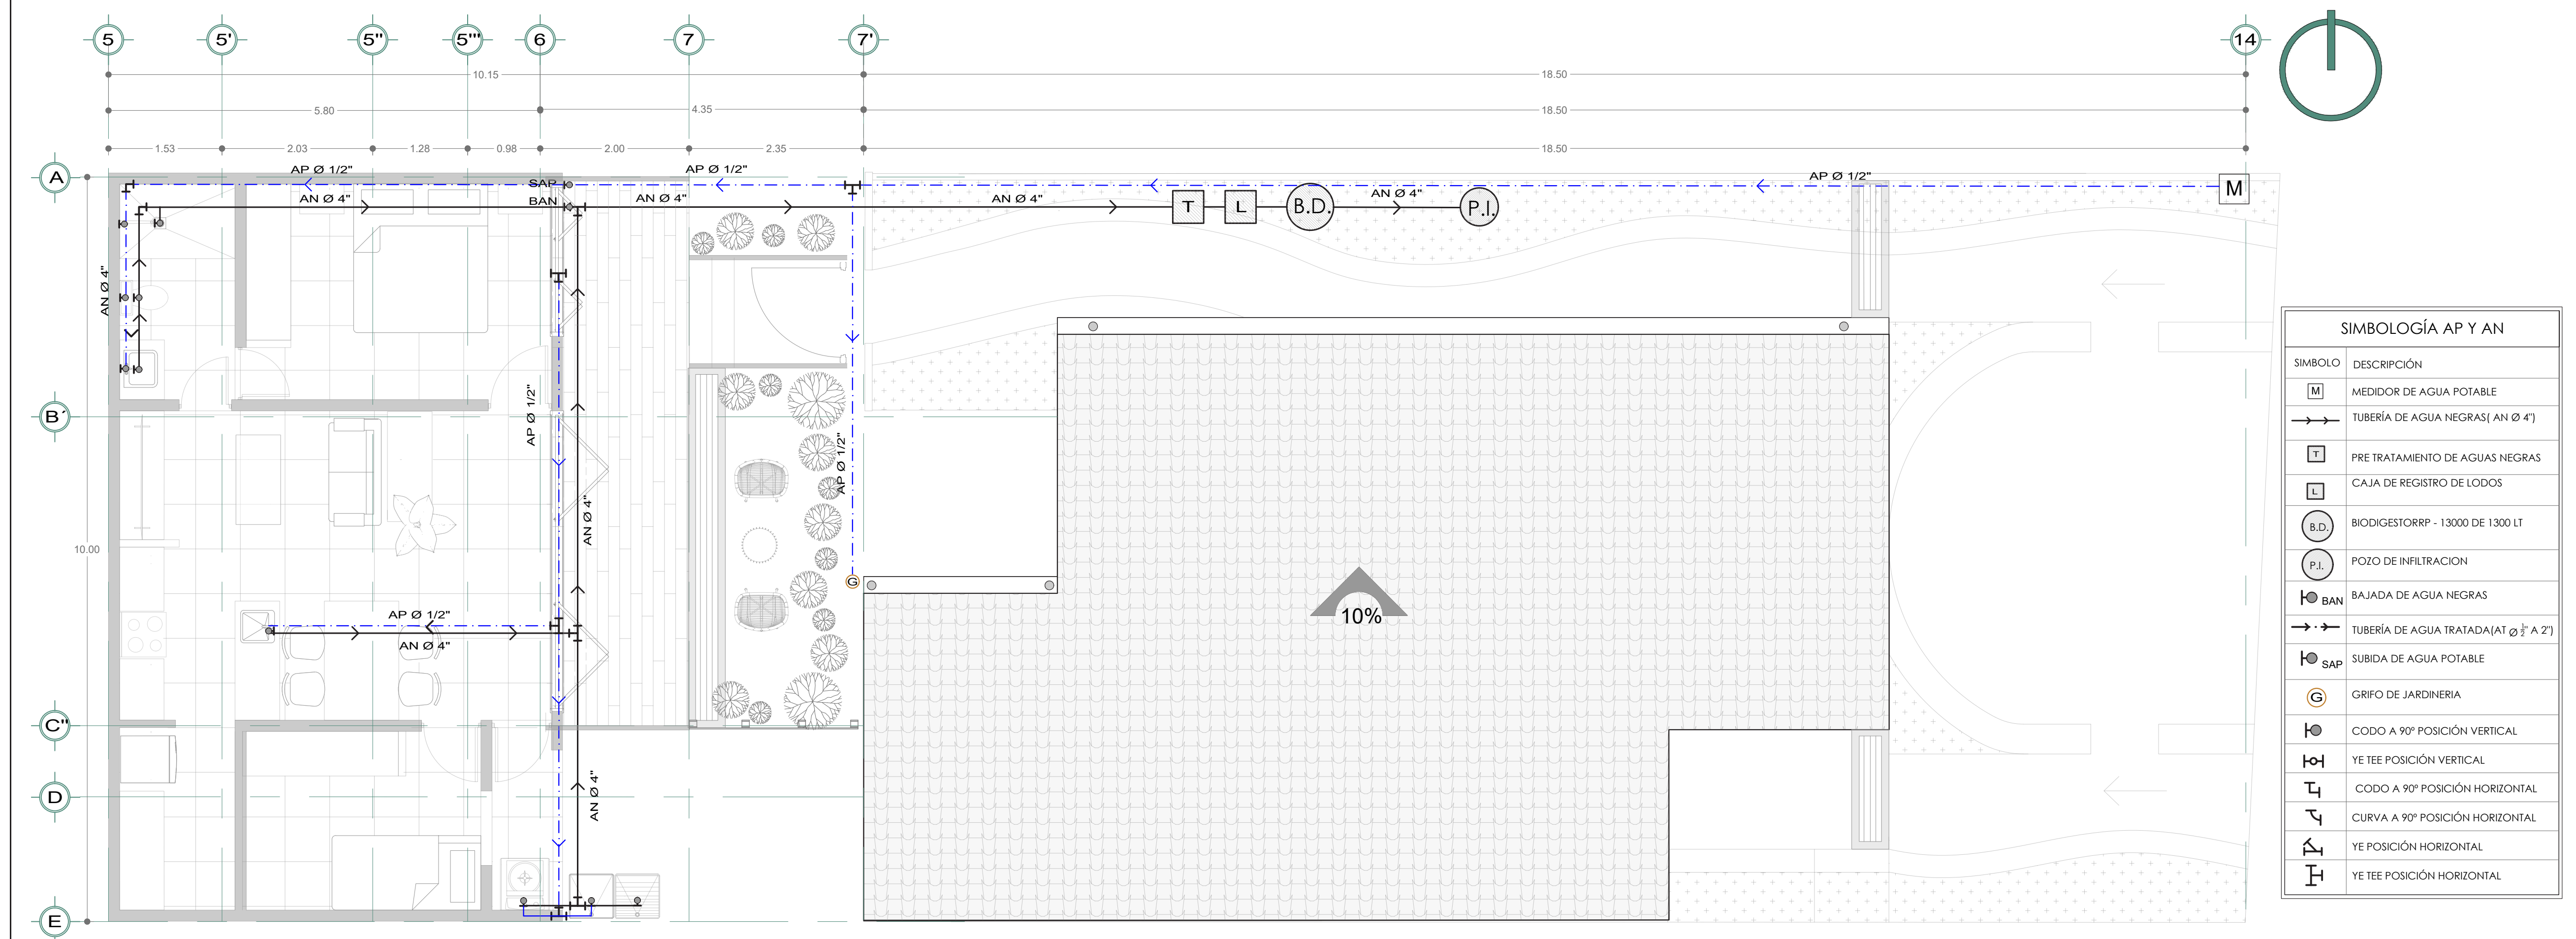 5 5' 5'' 5''' 6 7 7' 14
10.15 18.50
5.80 4.35 18.50
1.53 2.03 1.28 0.98 2.00 2.35 18.50
A
AP Ø 1/2"
SAP
AP Ø 1/2"
AP Ø 1/2"
M
AN Ø 4"
BAN
AN Ø 4"
AN Ø 4"
T
L
B.D.
AN Ø 4"
P.I.
AN Ø 4"
B´
AP Ø 1/2"
AP Ø 1/2"
AN Ø 4"
10.00
G
AP Ø 1/2"
AN Ø 4"
10%
C"
D
AN Ø 4"
E
SIMBOLOGÍA AP Y AN
SIMBOLO DESCRIPCIÓN
M MEDIDOR DE AGUA POTABLE
TUBERÍA DE AGUA NEGRAS( AN Ø 4")
T PRE TRATAMIENTO DE AGUAS NEGRAS
L CAJA DE REGISTRO DE LODOS
B.D. BIODIGESTORRP - 13000 DE 1300 LT
P.I. POZO DE INFILTRACION
BAN BAJADA DE AGUA NEGRAS
TUBERÍA DE AGUA TRATADA(AT Ø ½" A 2")
SAP SUBIDA DE AGUA POTABLE
G GRIFO DE JARDINERIA
CODO A 90º POSICIÓN VERTICAL
YE TEE POSICIÓN VERTICAL
CODO A 90º POSICIÓN HORIZONTAL
CURVA A 90º POSICIÓN HORIZONTAL
YE POSICIÓN HORIZONTAL
YE TEE POSICIÓN HORIZONTAL